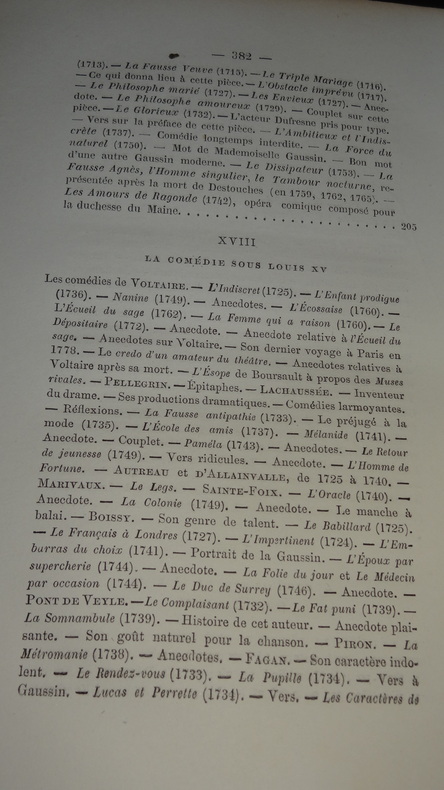 — 382 —
(1713). — La Fausse Veuve (1715). — Le Triple Mariage (1716).
— Ce qui donna lieu à cette pièce. — L'Obstacle imprévu (1717).
— Le Philosophe marié (1727). — Les Envieux (1727). — Anec-
dote. — Le Philosophe amoureux (1729). — Couplet sur cette
pièce. — Le Glorieux (1732). — L'acteur Dufresne pris pour type.
— Vers sur la préface de cette pièce. — L'Ambitieux et l'Indis-
crète (1737). — Comédie longtemps interdite. — La Force du
naturel (1750). — Mot de Mademoiselle Gaussin. — Bon mot
d'une autre Gaussin moderne. — Le Dissipateur (1753). — La
Fausse Agnès, l'Homme singulier, le Tambour nocturne, re-
présentée après la mort de Destouches (en 1759, 1762, 1765). —
Les Amours de Ragonde (1742), opéra comique composé pour
la duchesse du Maine. . . . . . . . . . . . . . . . . . . . . . . 205
XVIII
LA COMÉDIE SOUS LOUIS XV
Les comédies de VOLTAIRE. — L'Indiscret (1725). — L'Enfant prodigue
(1736). — Nanine (1749). — Anecdotes. — L'Écossaise (1760). —
L'Écueil du sage (1762). — La Femme qui a raison (1760). — Le
Dépositaire (1772). — Anecdote. — Anecdote relative à l'Écueil du
sage. — Anecdotes sur Voltaire. — Son dernier voyage à Paris en
1778. — Le credo d'un amateur du théâtre. — Anecdotes relatives à
Voltaire après sa mort. — L'Ésope de Boursault à propos des Muses
rivales. — PELLEGRIN. — Épitaphes. — LACHAUSSÉE. — Inventeur
du drame. — Ses productions dramatiques. — Comédies larmoyantes.
— Réflexions. — La Fausse antipathie (1733). — Le préjugé à la
mode (1735). — L'École des amis (1737). — Mélanide (1741). —
Anecdote. — Couplet. — Paméla (1743). — Anecdotes. — Le Retour
de jeunesse (1749). — Vers ridicules. — Anecdote. — L'Homme de
Fortune. — AUTREAU et D'ALLAINVALLE, de 1725 à 1740. —
MARIVAUX. — Le Legs. — SAINTE-FOIX. — L'Oracle (1740). —
Anecdote. — La Colonie (1749). — Anecdote. — Le manche à
balai. — BOISSY. — Son genre de talent. — Le Babillard (1725).
— Le Français à Londres (1727). — L'Impertinent (1724). — L'Em-
barras du choix (1741). — Portrait de la Gaussin. — L'Époux par
supercherie (1744). — Anecdote. — La Folie du jour et Le Médecin
par occasion (1744). — Le Duc de Surrey (1746). — Anecdote. —
PONT DE VEYLE. — Le Complaisant (1732). — Le Fat puni (1739). —
La Somnambule (1739). — Histoire de cet auteur. — Anecdote plai-
sante. — Son goût naturel pour la chanson. — PIRON. — La
Métromanie (1738). — Anecdotes. — FAGAN. — Son caractère indo-
lent. — Le Rendez-vous (1733). — La Pupille (1734). — Vers à
Gaussin. — Lucas et Perrette (1734). — Vers. — Les Caractères de